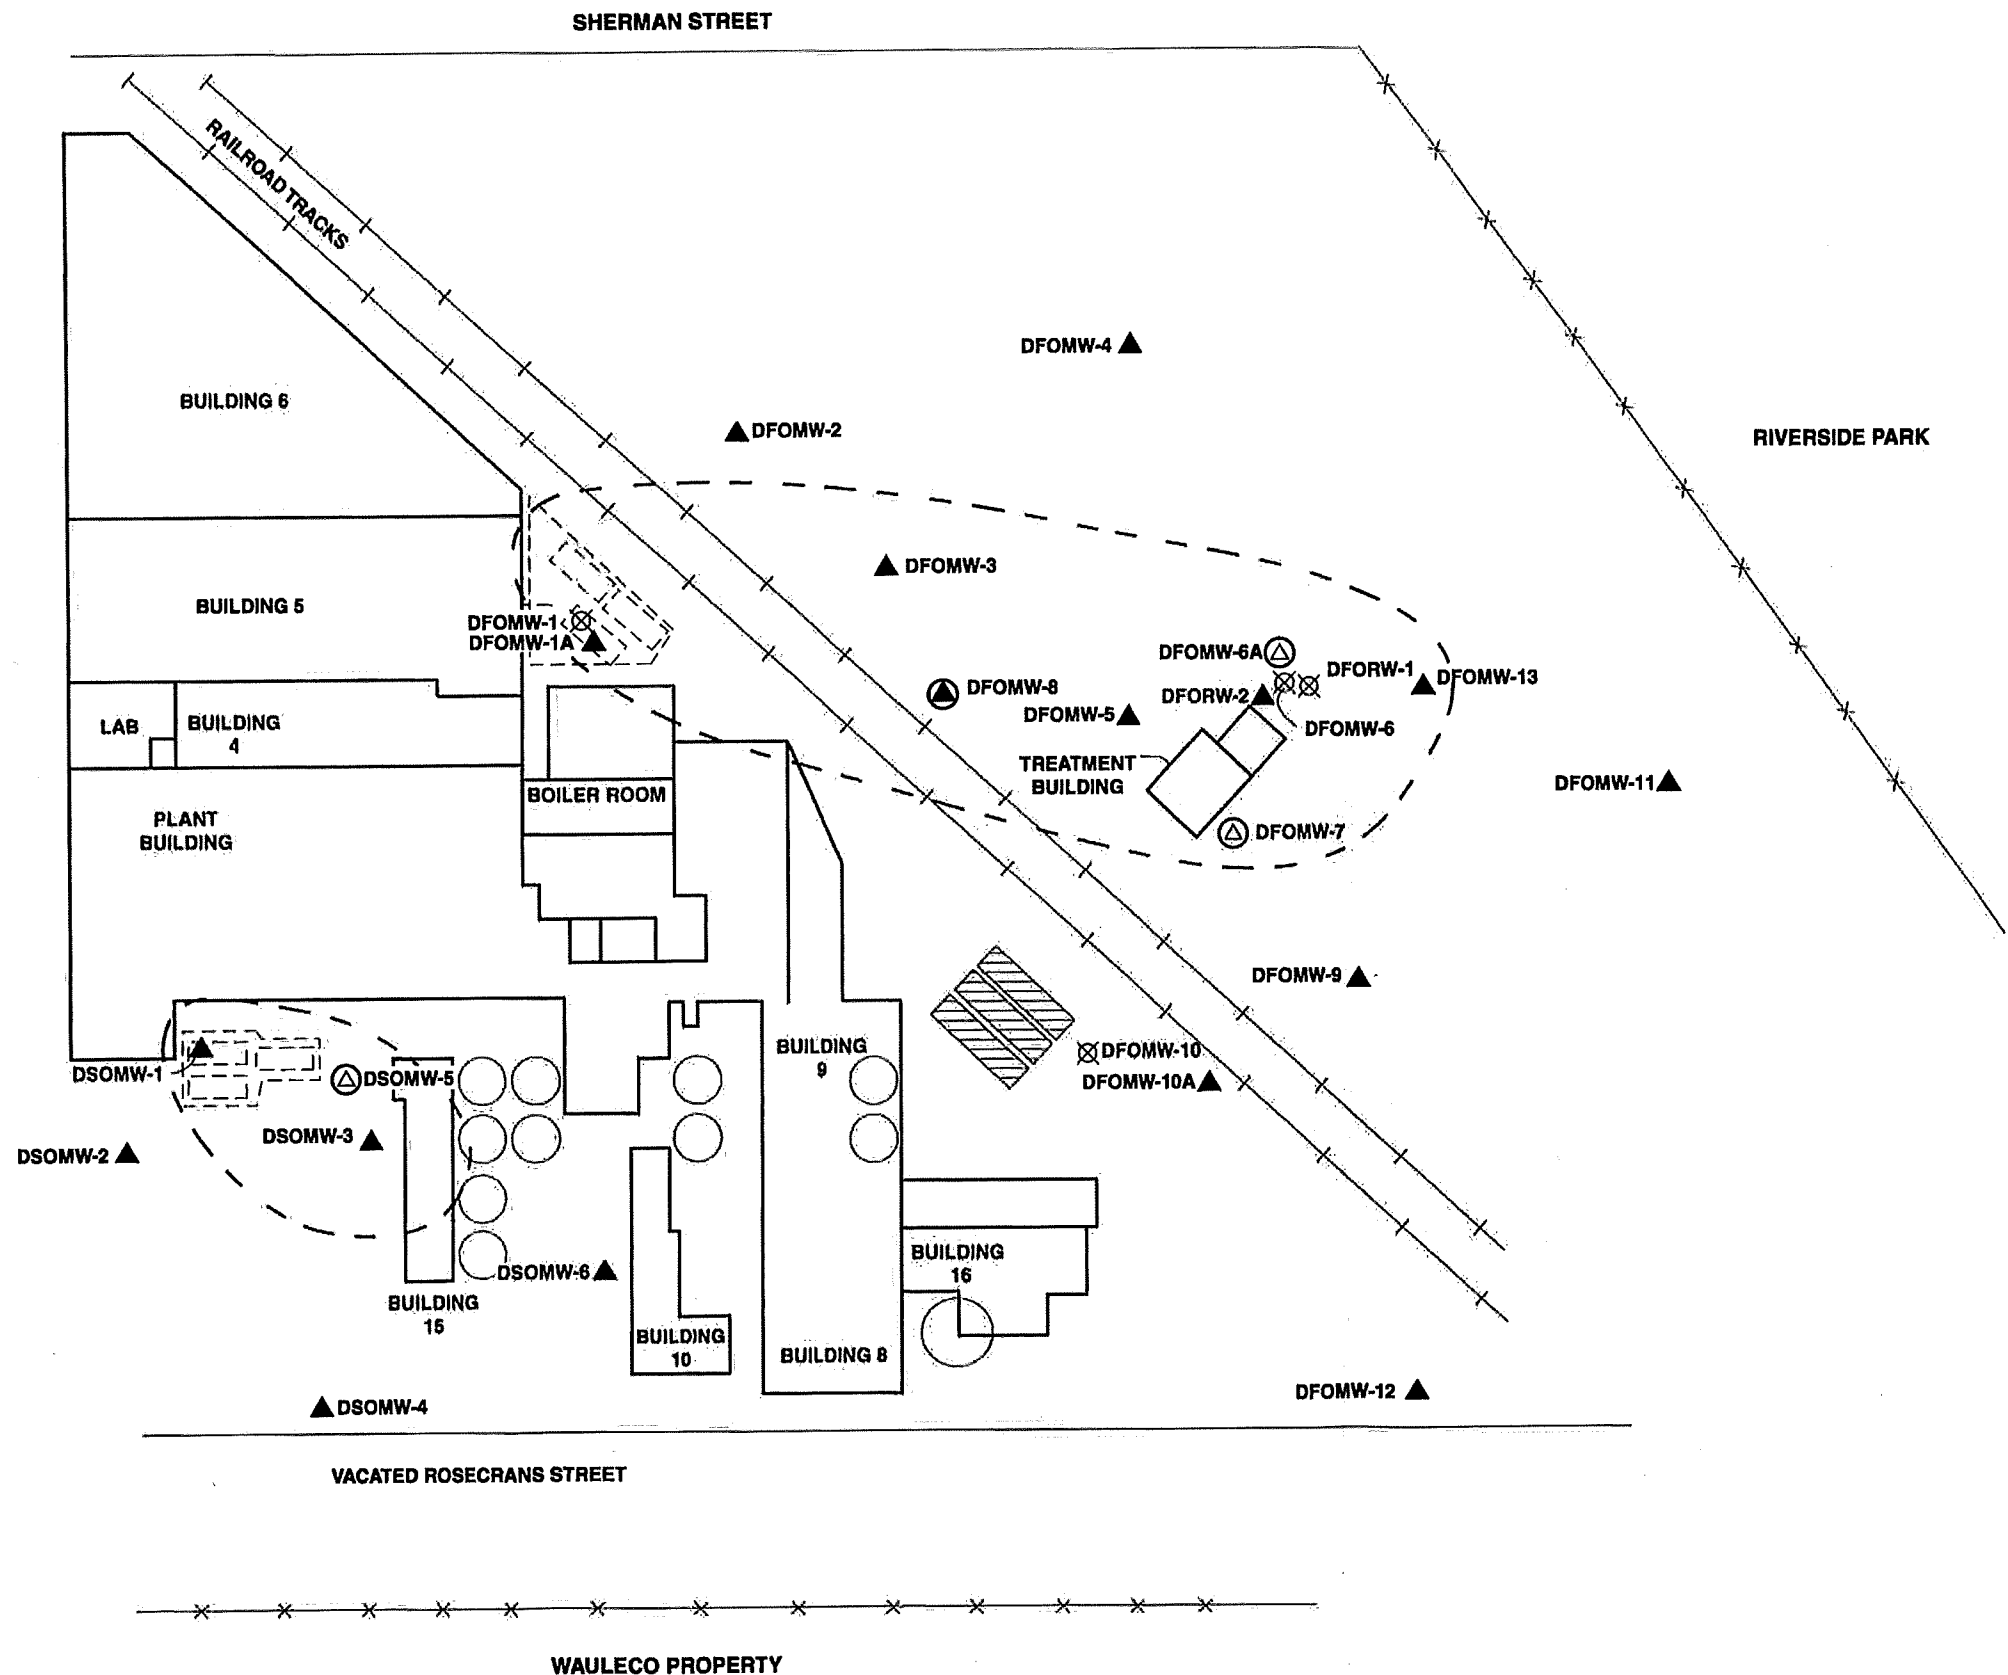 SHERMAN STREET
RAILROAD TRACKS
DFOMW-4
BUILDING 6
DFOMW-2
RIVERSIDE PARK
DFOMW-3
BUILDING 5
DFOMW-1
DFOMW-1A
DFOMW-6A
DFORW-1
DFOMW-13
DFOMW-8
DFORW-2
DFOMW-5
DFOMW-6
LAB
BUILDING
4
TREATMENT
BUILDING
DFOMW-11
BOILER ROOM
PLANT
BUILDING
DFOMW-7
DFOMW-9
BUILDING
9
DFOMW-10
DSOMW-1
DSOMW-5
DFOMW-10A
DSOMW-3
DSOMW-2
BUILDING
16
DSOMW-6
BUILDING
15
BUILDING
10
BUILDING 8
DFOMW-12
DSOMW-4
VACATED ROSECRANS STREET
WAULECO PROPERTY